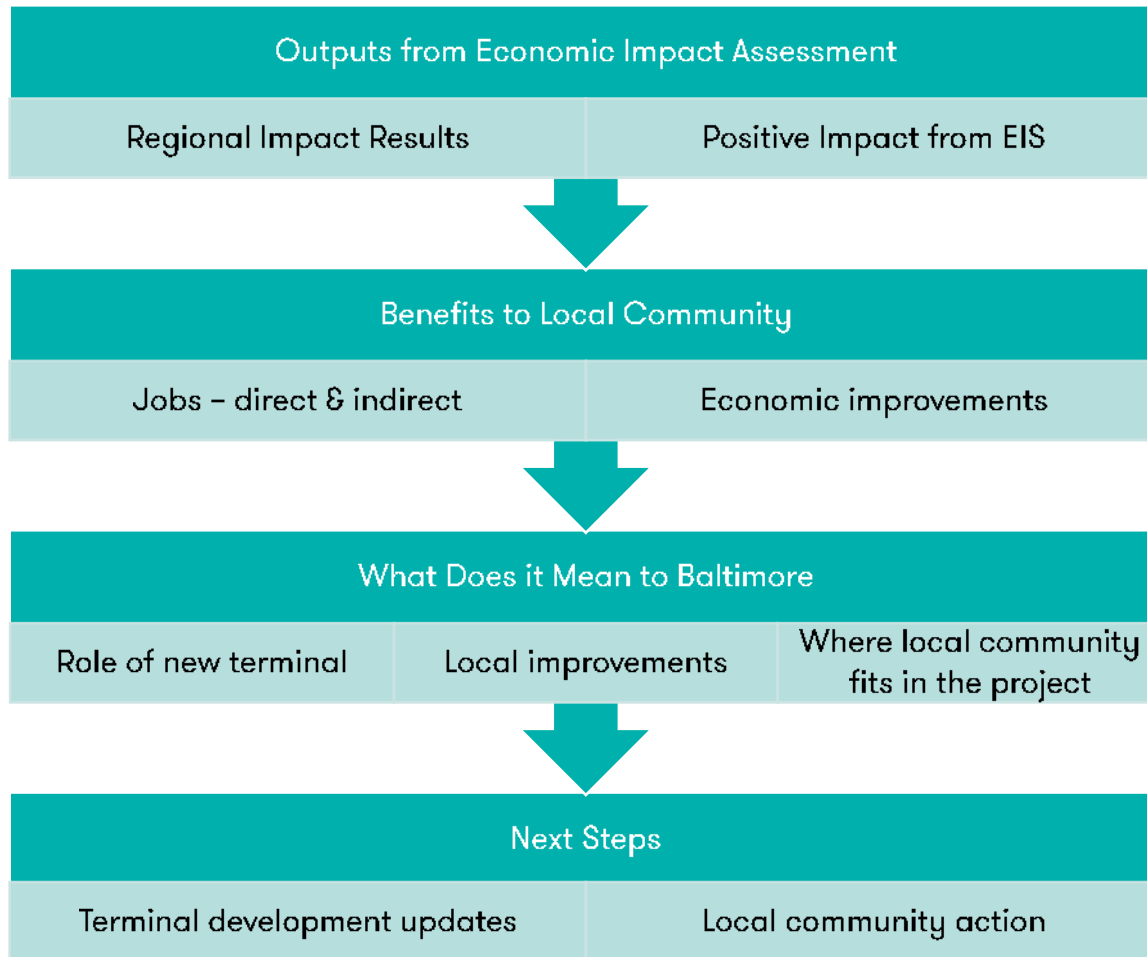 Outputs from Economic Impact Assessment
Regional Impact Results
Positive Impact from EIS
Benefits to Local Community
Jobs – direct & indirect
Economic improvements
What Does it Mean to Baltimore
Role of new terminal
Local improvements
Where local community
fits in the project
Next Steps
Terminal development updates
Local community action